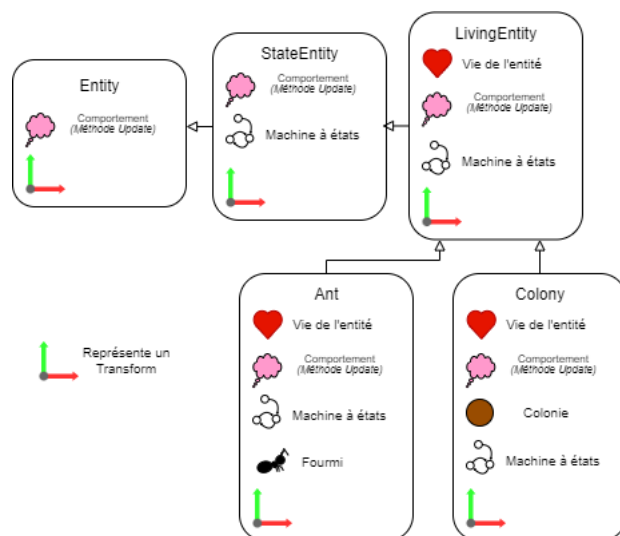 Entity
Comportement
(Méthode Update)
StateEntity
Comportement
(Méthode Update)
Machine à états
LivingEntity
Vie de l'entité
Comportement
(Méthode Update)
Machine à états
Représente un
Transform
Ant
Vie de l'entité
Comportement
(Méthode Update)
Machine à états
Fourmi
Colony
Vie de l'entité
Comportement
(Méthode Update)
Colonie
Machine à états